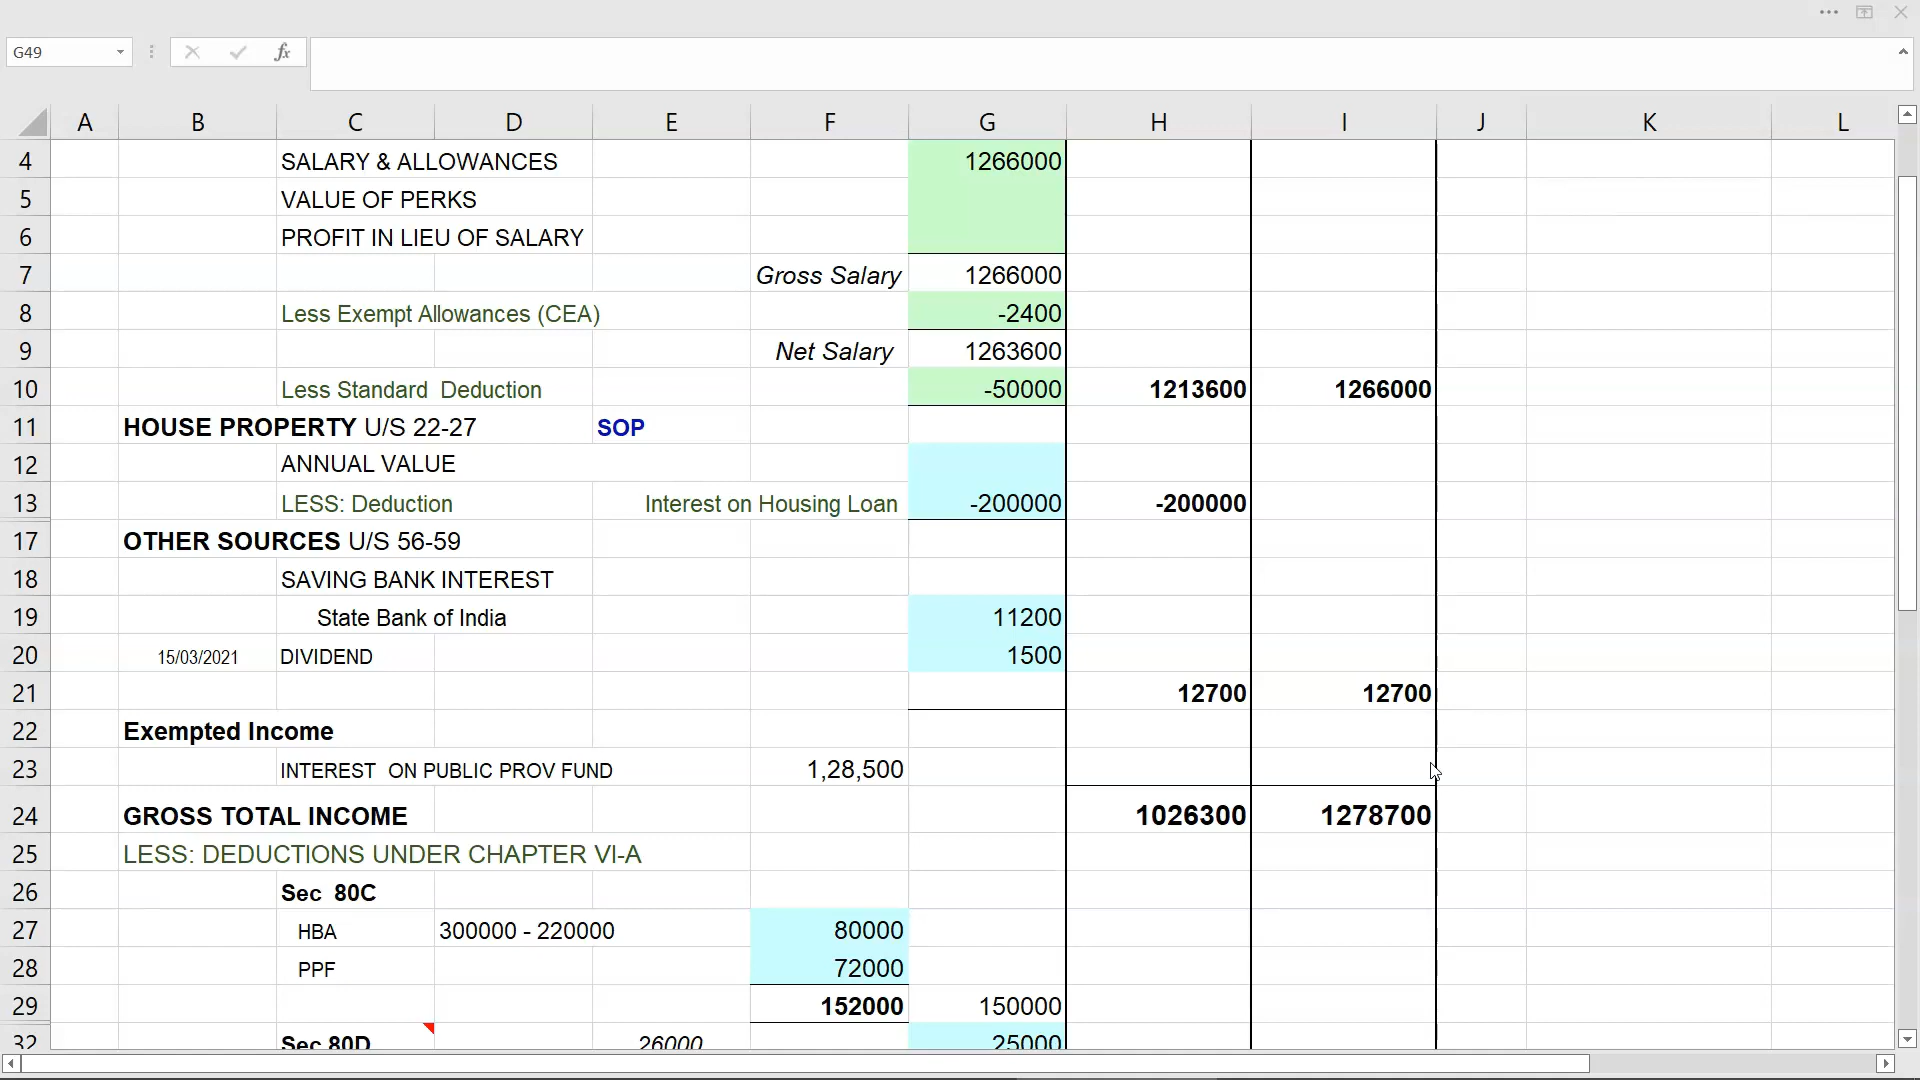 G49
fx
A B C D E F G H I J K L
4 SALARY & ALLOWANCES 1266000
5 VALUE OF PERKS
6 PROFIT IN LIEU OF SALARY
7 Gross Salary 1266000
8 Less Exempt Allowances (CEA) -2400
9 Net Salary 1263600
10 Less Standard Deduction -50000 1213600 1266000
11 HOUSE PROPERTY U/S 22-27 SOP
12 ANNUAL VALUE
13 LESS: Deduction Interest on Housing Loan -200000 -200000
17 OTHER SOURCES U/S 56-59
18 SAVING BANK INTEREST
19 State Bank of India 11200
20 15/03/2021 DIVIDEND 1500
21 12700 12700
22 Exempted Income
23 INTEREST ON PUBLIC PROV FUND 1,28,500
24 GROSS TOTAL INCOME 1026300 1278700
25 LESS: DEDUCTIONS UNDER CHAPTER VI-A
26 Sec 80C
27 HBA 300000 - 220000 80000
28 PPF 72000
29 152000 150000
32 Sec 80D 26000 25000